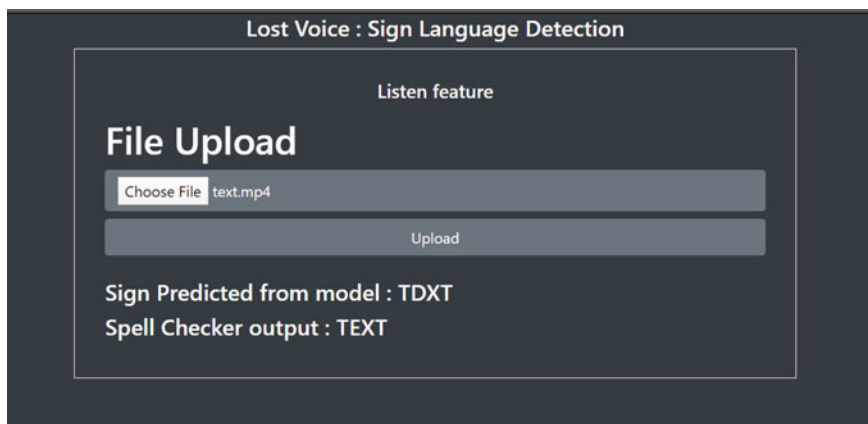 Lost Voice : Sign Language Detection
Listen feature
File Upload
Choose File text.mp4
Upload
Sign Predicted from model : TDXT
Spell Checker output : TEXT